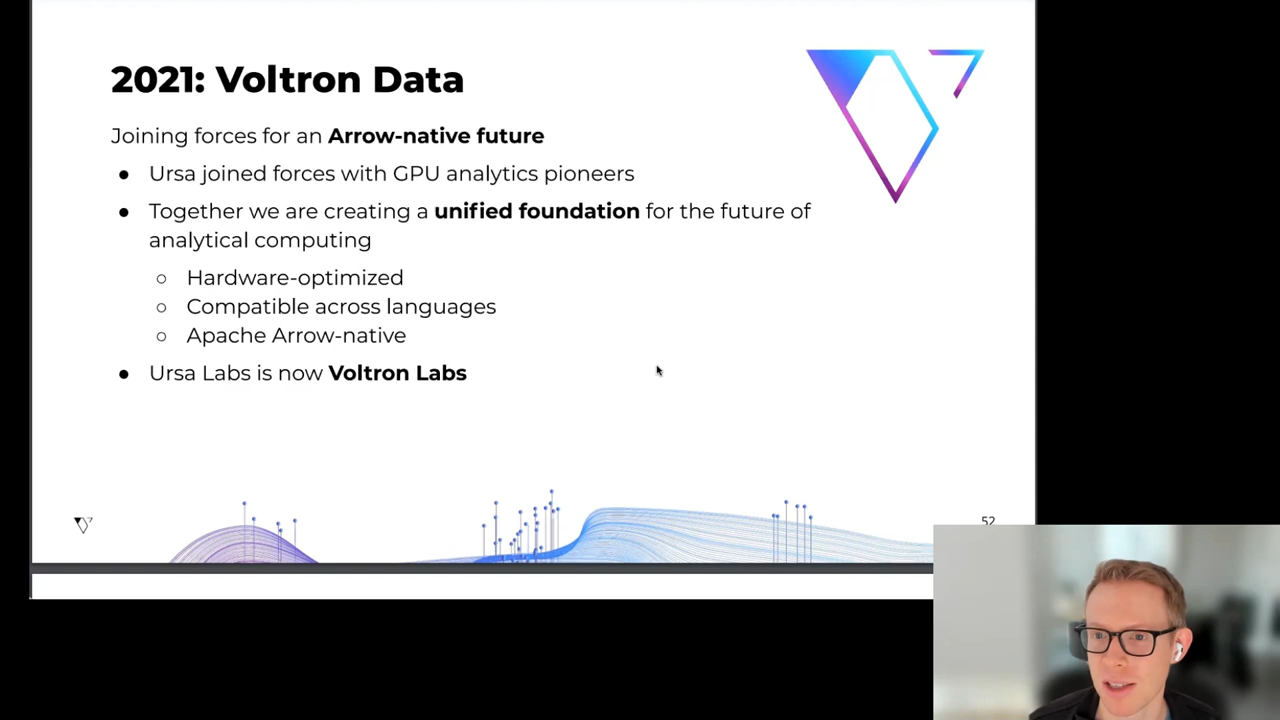 2021: Voltron Data
Joining forces for an Arrow-native future
● Ursa joined forces with GPU analytics pioneers
● Together we are creating a unified foundation for the future of
analytical computing
○ Hardware-optimized
○ Compatible across languages
○ Apache Arrow-native
● Ursa Labs is now Voltron Labs
52